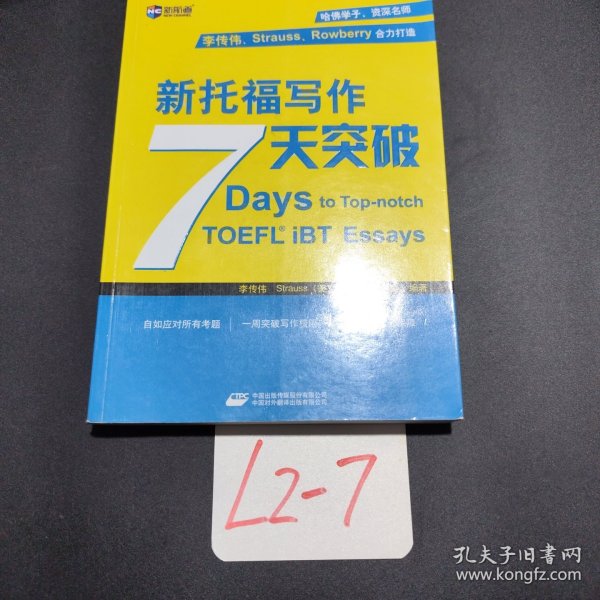 NC 新航道
NEW CHANNEL
哈佛学子、资深名师
李传伟、Strauss、Rowberry 合力打造
新托福写作
7天突破
Days to Top-notch
TOEFL® iBT Essays
李传伟 Strauss 编著
自如应对所有考题 一周突破写作
CTPC 中国出版传媒股份有限公司
中国对外翻译出版有限公司
L2-7
孔夫子旧书网
www.kongfz.com